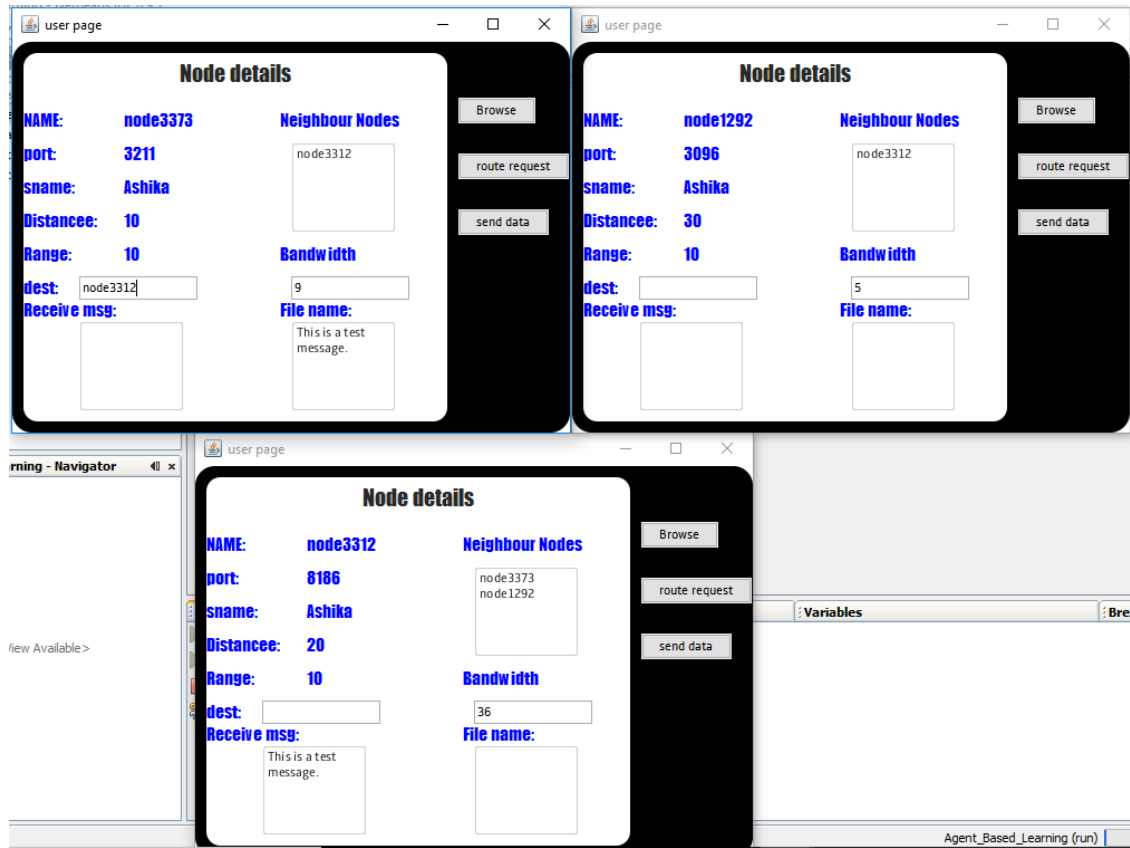 user page
Node details
NAME: node3373 Neighbour Nodes
Browse
port: 3211 node3312
route request
sname: Ashika
send data
Distancee: 10
Range: 10 Bandwidth
dest: node3312 9
Receive msg: File name:
This is a test
message.
user page
Node details
NAME: node1292 Neighbour Nodes
Browse
port: 3096 node3312
route request
sname: Ashika
send data
Distancee: 30
Range: 10 Bandwidth
dest: 5
Receive msg: File name:
rning - Navigator
user page
Node details
NAME: node3312 Neighbour Nodes
Browse
port: 8186 node3373
node1292
route request
sname: Ashika
send data
Distancee: 20
Range: 10 Bandwidth
dest: 36
Receive msg: File name:
This is a test
message.
Variables
Bre
View Available>
Agent_Based_Learning (run)